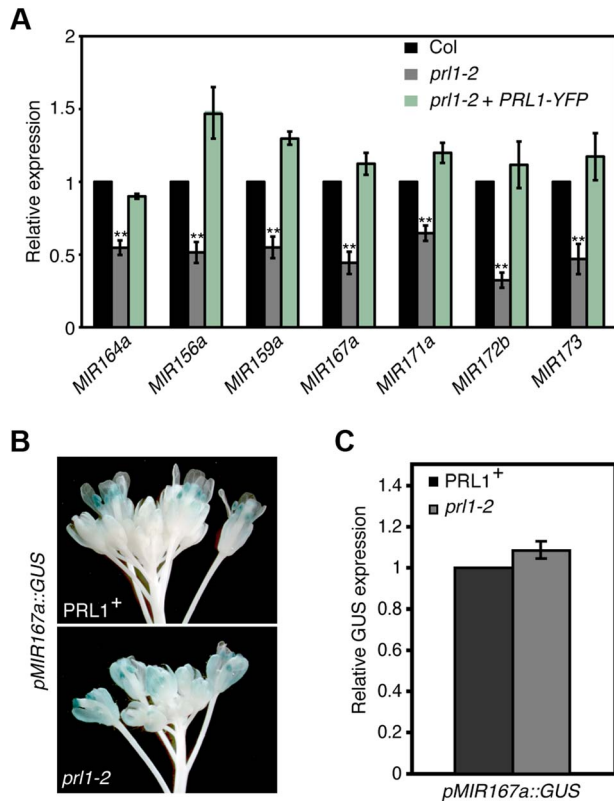 A
Relative expression
2
1.5
1
0.5
0
Col
prl1-2
prl1-2 + PRL1-YFP
**
**
**
**
**
**
**
MIR164a
MIR156a
MIR159a
MIR167a
MIR171a
MIR172b
MIR173
B
pMIR167a::GUS
PRL1+
prl1-2
C
Relative GUS expression
1.4
1.2
1
0.8
0.6
0.4
0.2
0
PRL1+
prl1-2
pMIR167a::GUS